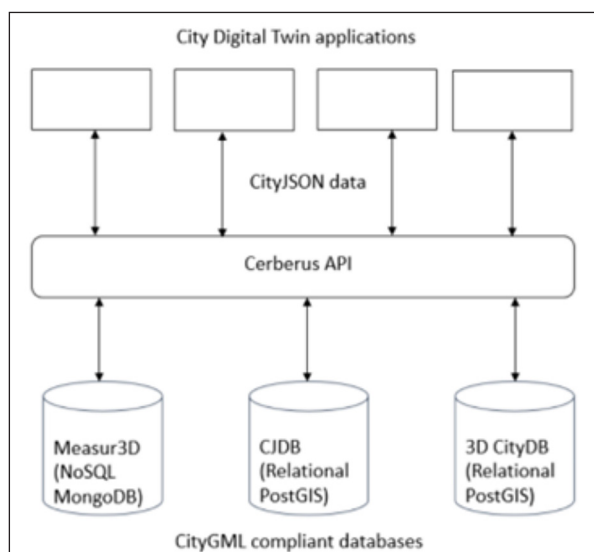 City Digital Twin applications
CityJSON data
Cerberus API
Measur3D
(NoSQL
MongoDB)
CJDB
(Relational
PostGIS)
3D CityDB
(Relational
PostGIS)
CityGML compliant databases